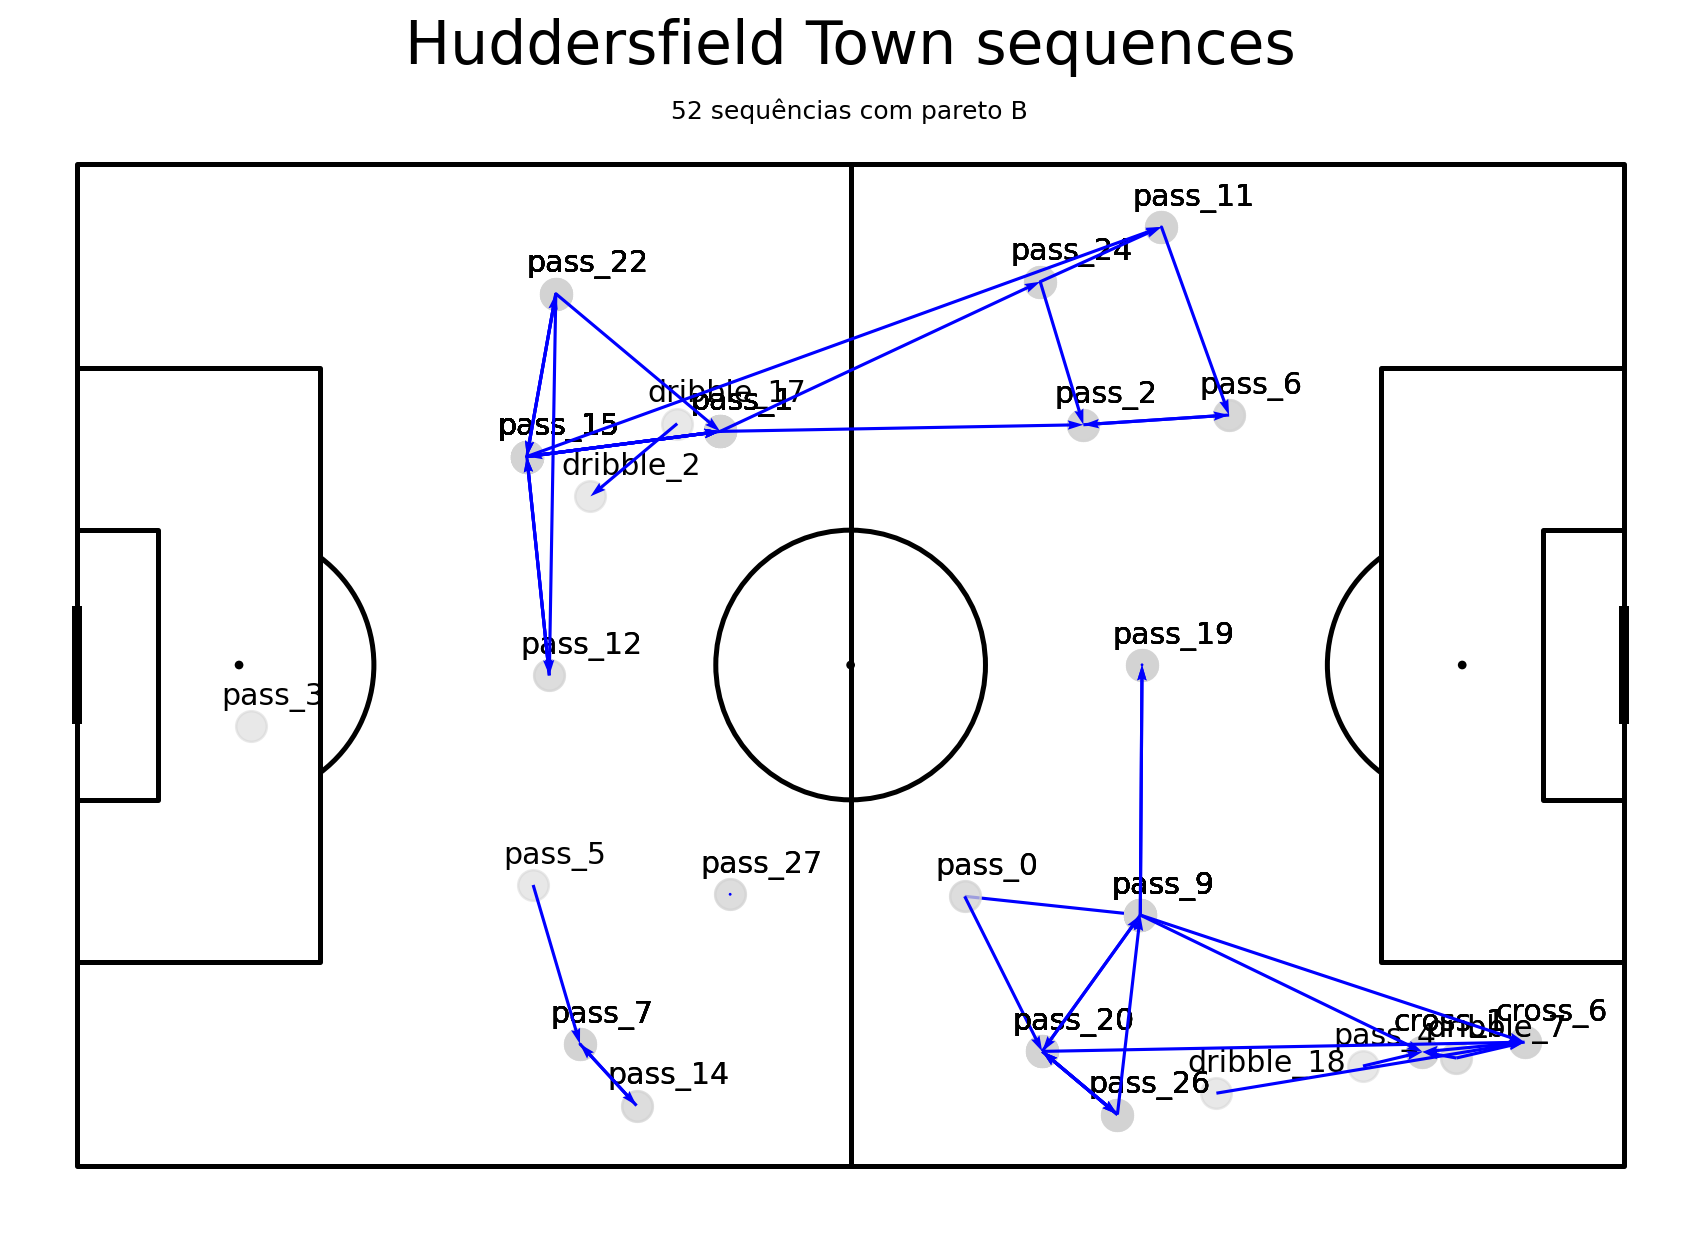 Huddersfield Town sequences
52 sequências com pareto B
pass_11
pass_24
pass_22
dribble_17
pass_1
pass_2
pass_6
pass_15
dribble_2
pass_12
pass_19
pass_3
pass_5
pass_27
pass_0
pass_9
pass_7
pass_20
cross_1
cross_6
dribble_7
pass_4
dribble_18
pass_14
pass_26